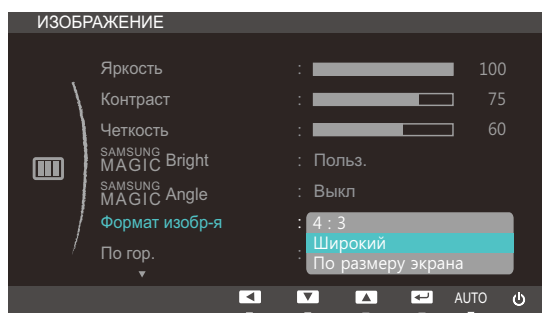 ИЗОБРАЖЕНИЕ
Яркость : 100
Контраст : 75
Четкость : 60
SAMSUNG MAGIC Bright : Польз.
SAMSUNG MAGIC Angle : Выкл
Формат изобр-я : 4 : 3
Широкий
По гор. :
По размеру экрана
AUTO